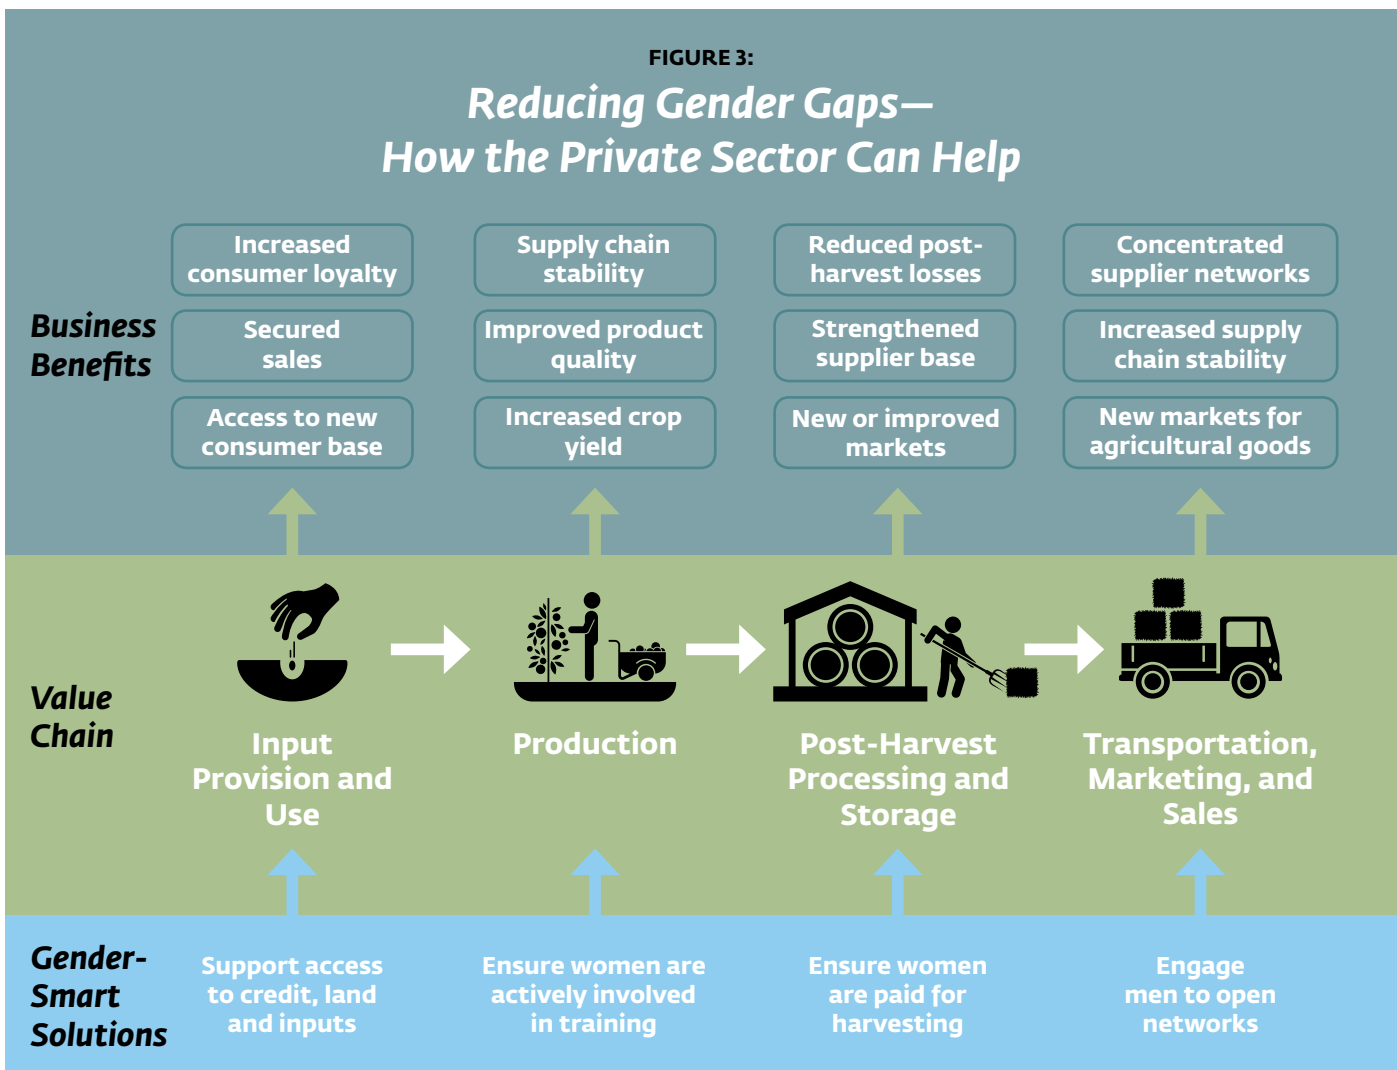 FIGURE 3:
Reducing Gender Gaps—
How the Private Sector Can Help
Business
Benefits
Increased
consumer loyalty
Secured
sales
Access to new
consumer base
Supply chain
stability
Improved product
quality
Increased crop
yield
Reduced post-
harvest losses
Strengthened
supplier base
New or improved
markets
Concentrated
supplier networks
Increased supply
chain stability
New markets for
agricultural goods
Value
Chain
Input
Provision and
Use
Production
Post-Harvest
Processing and
Storage
Transportation,
Marketing, and
Sales
Gender-
Smart
Solutions
Support access
to credit, land
and inputs
Ensure women are
actively involved
in training
Ensure women
are paid for
harvesting
Engage
men to open
networks